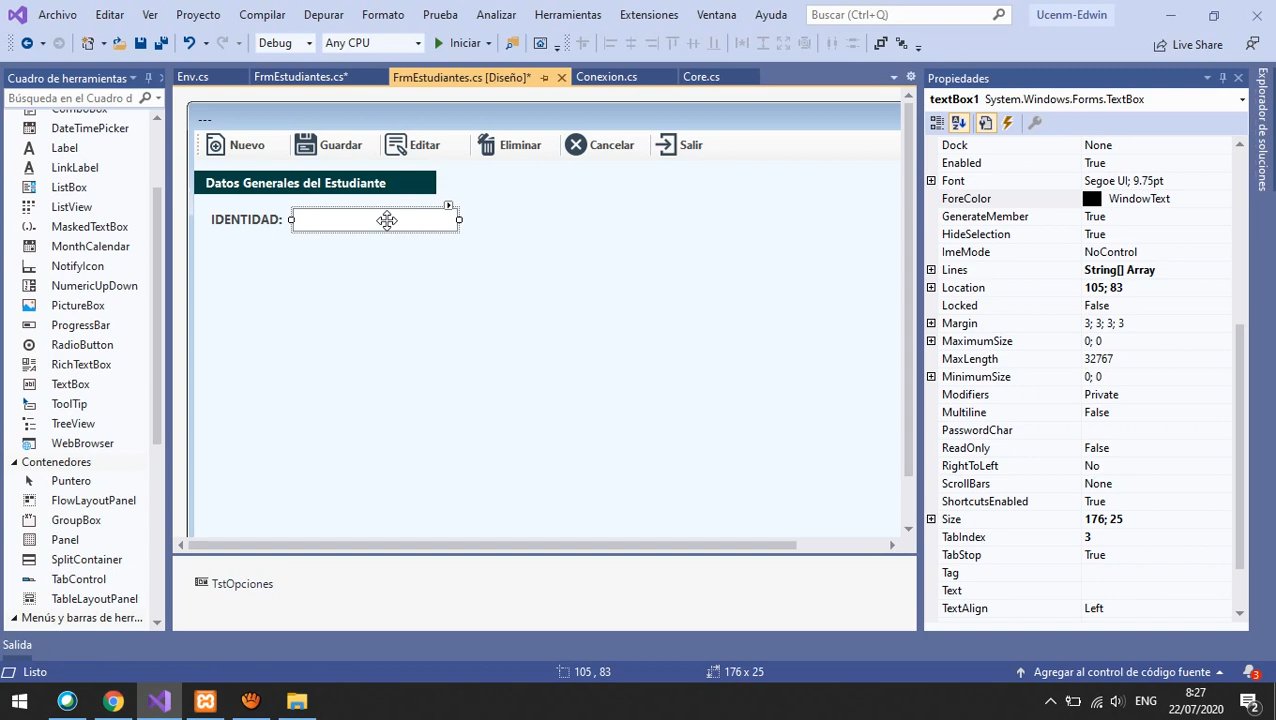 Archivo Editar Ver Proyecto Compilar Depurar Formato Prueba Analizar Herramientas Extensiones Ventana Ayuda Buscar (Ctrl+Q) Ucenm-Edwin
Debug Any CPU Iniciar Live Share
Cuadro de herramientas
Búsqueda en el Cuadro d
ComboBox
DateTimePicker
Label
LinkLabel
ListBox
ListView
MaskedTextBox
MonthCalendar
NotifyIcon
NumericUpDown
PictureBox
ProgressBar
RadioButton
RichTextBox
TextBox
ToolTip
TreeView
WebBrowser
Contenedores
Puntero
FlowLayoutPanel
GroupBox
Panel
SplitContainer
TabControl
TableLayoutPanel
Menús y barras de herr...
Env.cs FrmEstudiantes.cs* FrmEstudiantes.cs [Diseño]* Conexion.cs Core.cs
---
Nuevo Guardar Editar Eliminar Cancelar Salir
Datos Generales del Estudiante
IDENTIDAD:
TstOpciones
Propiedades
textBox1 System.Windows.Forms.TextBox
Dock None
Enabled True
Font Segoe UI; 9.75pt
ForeColor WindowText
GenerateMember True
HideSelection True
ImeMode NoControl
Lines String[] Array
Location 105; 83
Locked False
Margin 3; 3; 3; 3
MaximumSize 0; 0
MaxLength 32767
MinimumSize 0; 0
Modifiers Private
Multiline False
PasswordChar
ReadOnly False
RightToLeft No
ScrollBars None
ShortcutsEnabled True
Size 176; 25
TabIndex 3
TabStop True
Tag
Text
TextAlign Left
Explorador de soluciones
Salida
Listo 105 , 83 176 x 25 Agregar al control de código fuente 3
ENG 8:27
22/07/2020 2